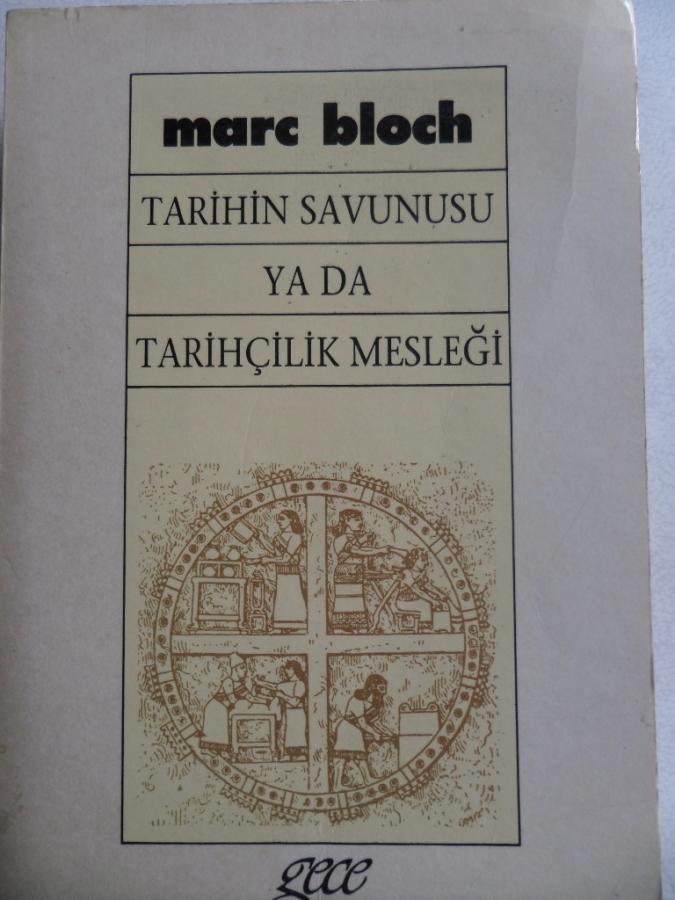 marc bloch
TARİHİN SAVUNUSU
YA DA
TARİHÇİLİK MESLEĞİ
gece